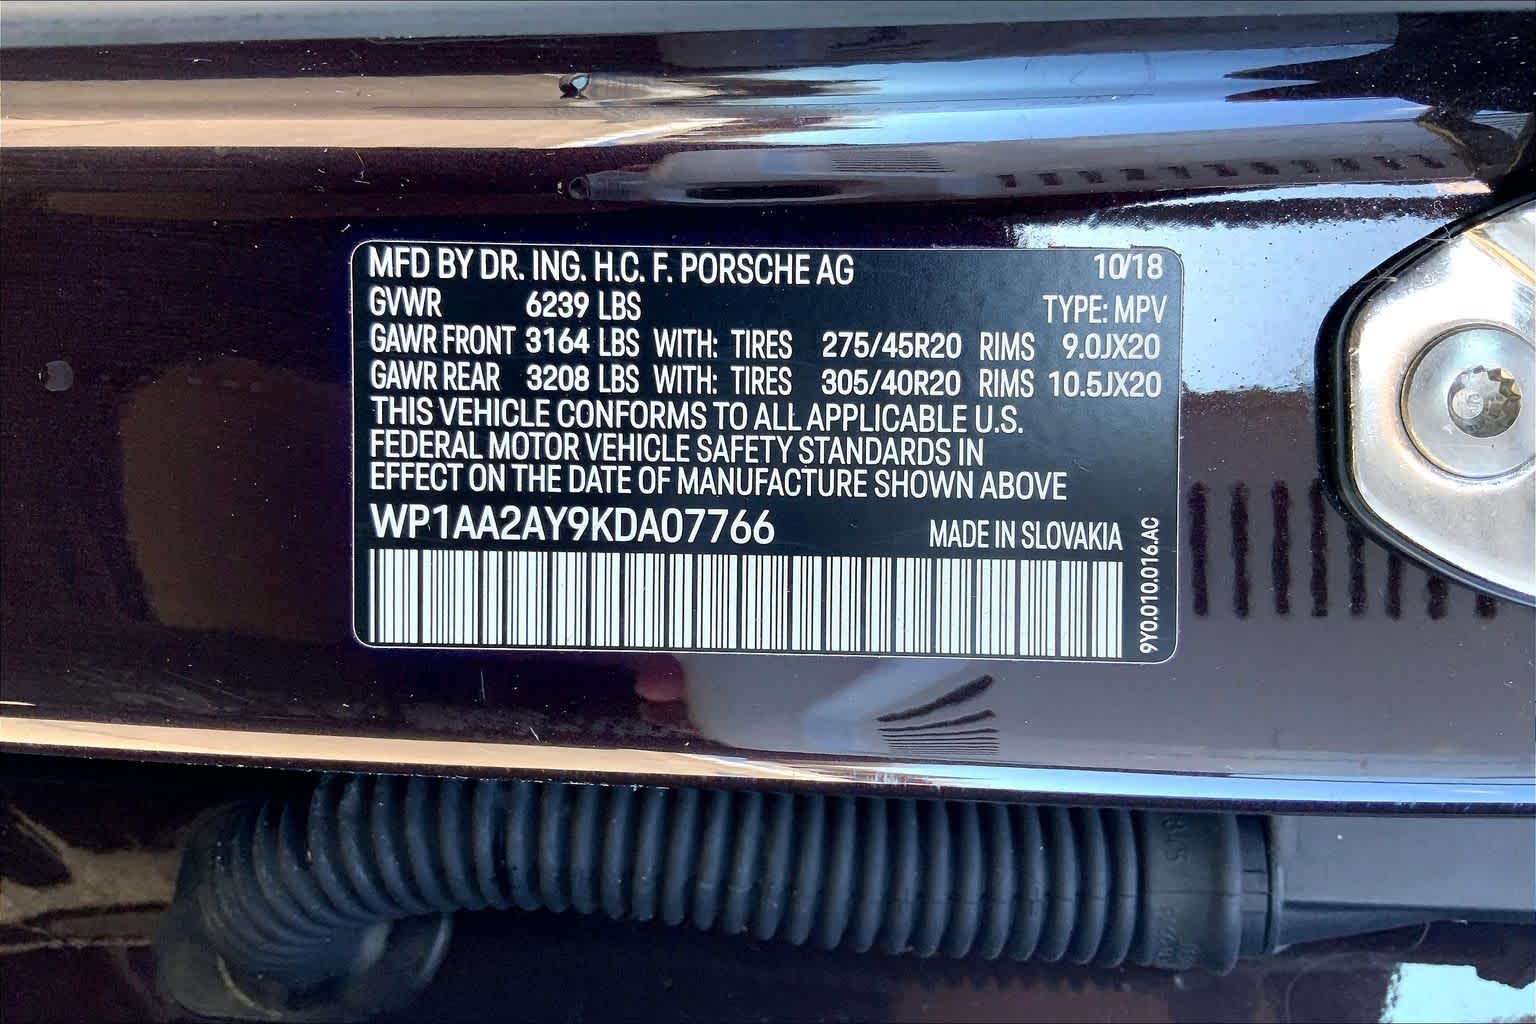 MFD BY DR. ING. H.C. F. PORSCHE AG 10/18
GVWR 6239 LBS TYPE: MPV
GAWR FRONT 3164 LBS WITH: TIRES 275/45R20 RIMS 9.0JX20
GAWR REAR 3208 LBS WITH: TIRES 305/40R20 RIMS 10.5JX20
THIS VEHICLE CONFORMS TO ALL APPLICABLE U.S.
FEDERAL MOTOR VEHICLE SAFETY STANDARDS IN
EFFECT ON THE DATE OF MANUFACTURE SHOWN ABOVE
WP1AA2AY9KDA07766 MADE IN SLOVAKIA
9Y0.010.016.AC